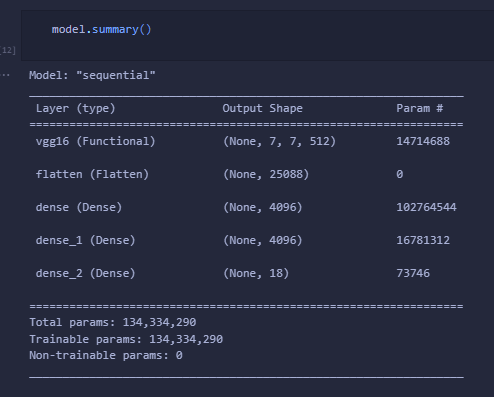 model.summary()
[12]
...
Model: "sequential"
_________________________________________________________________
Layer (type) Output Shape Param #
=================================================================
vgg16 (Functional) (None, 7, 7, 512) 14714688
flatten (Flatten) (None, 25088) 0
dense (Dense) (None, 4096) 102764544
dense_1 (Dense) (None, 4096) 16781312
dense_2 (Dense) (None, 18) 73746
=================================================================
Total params: 134,334,290
Trainable params: 134,334,290
Non-trainable params: 0
_________________________________________________________________